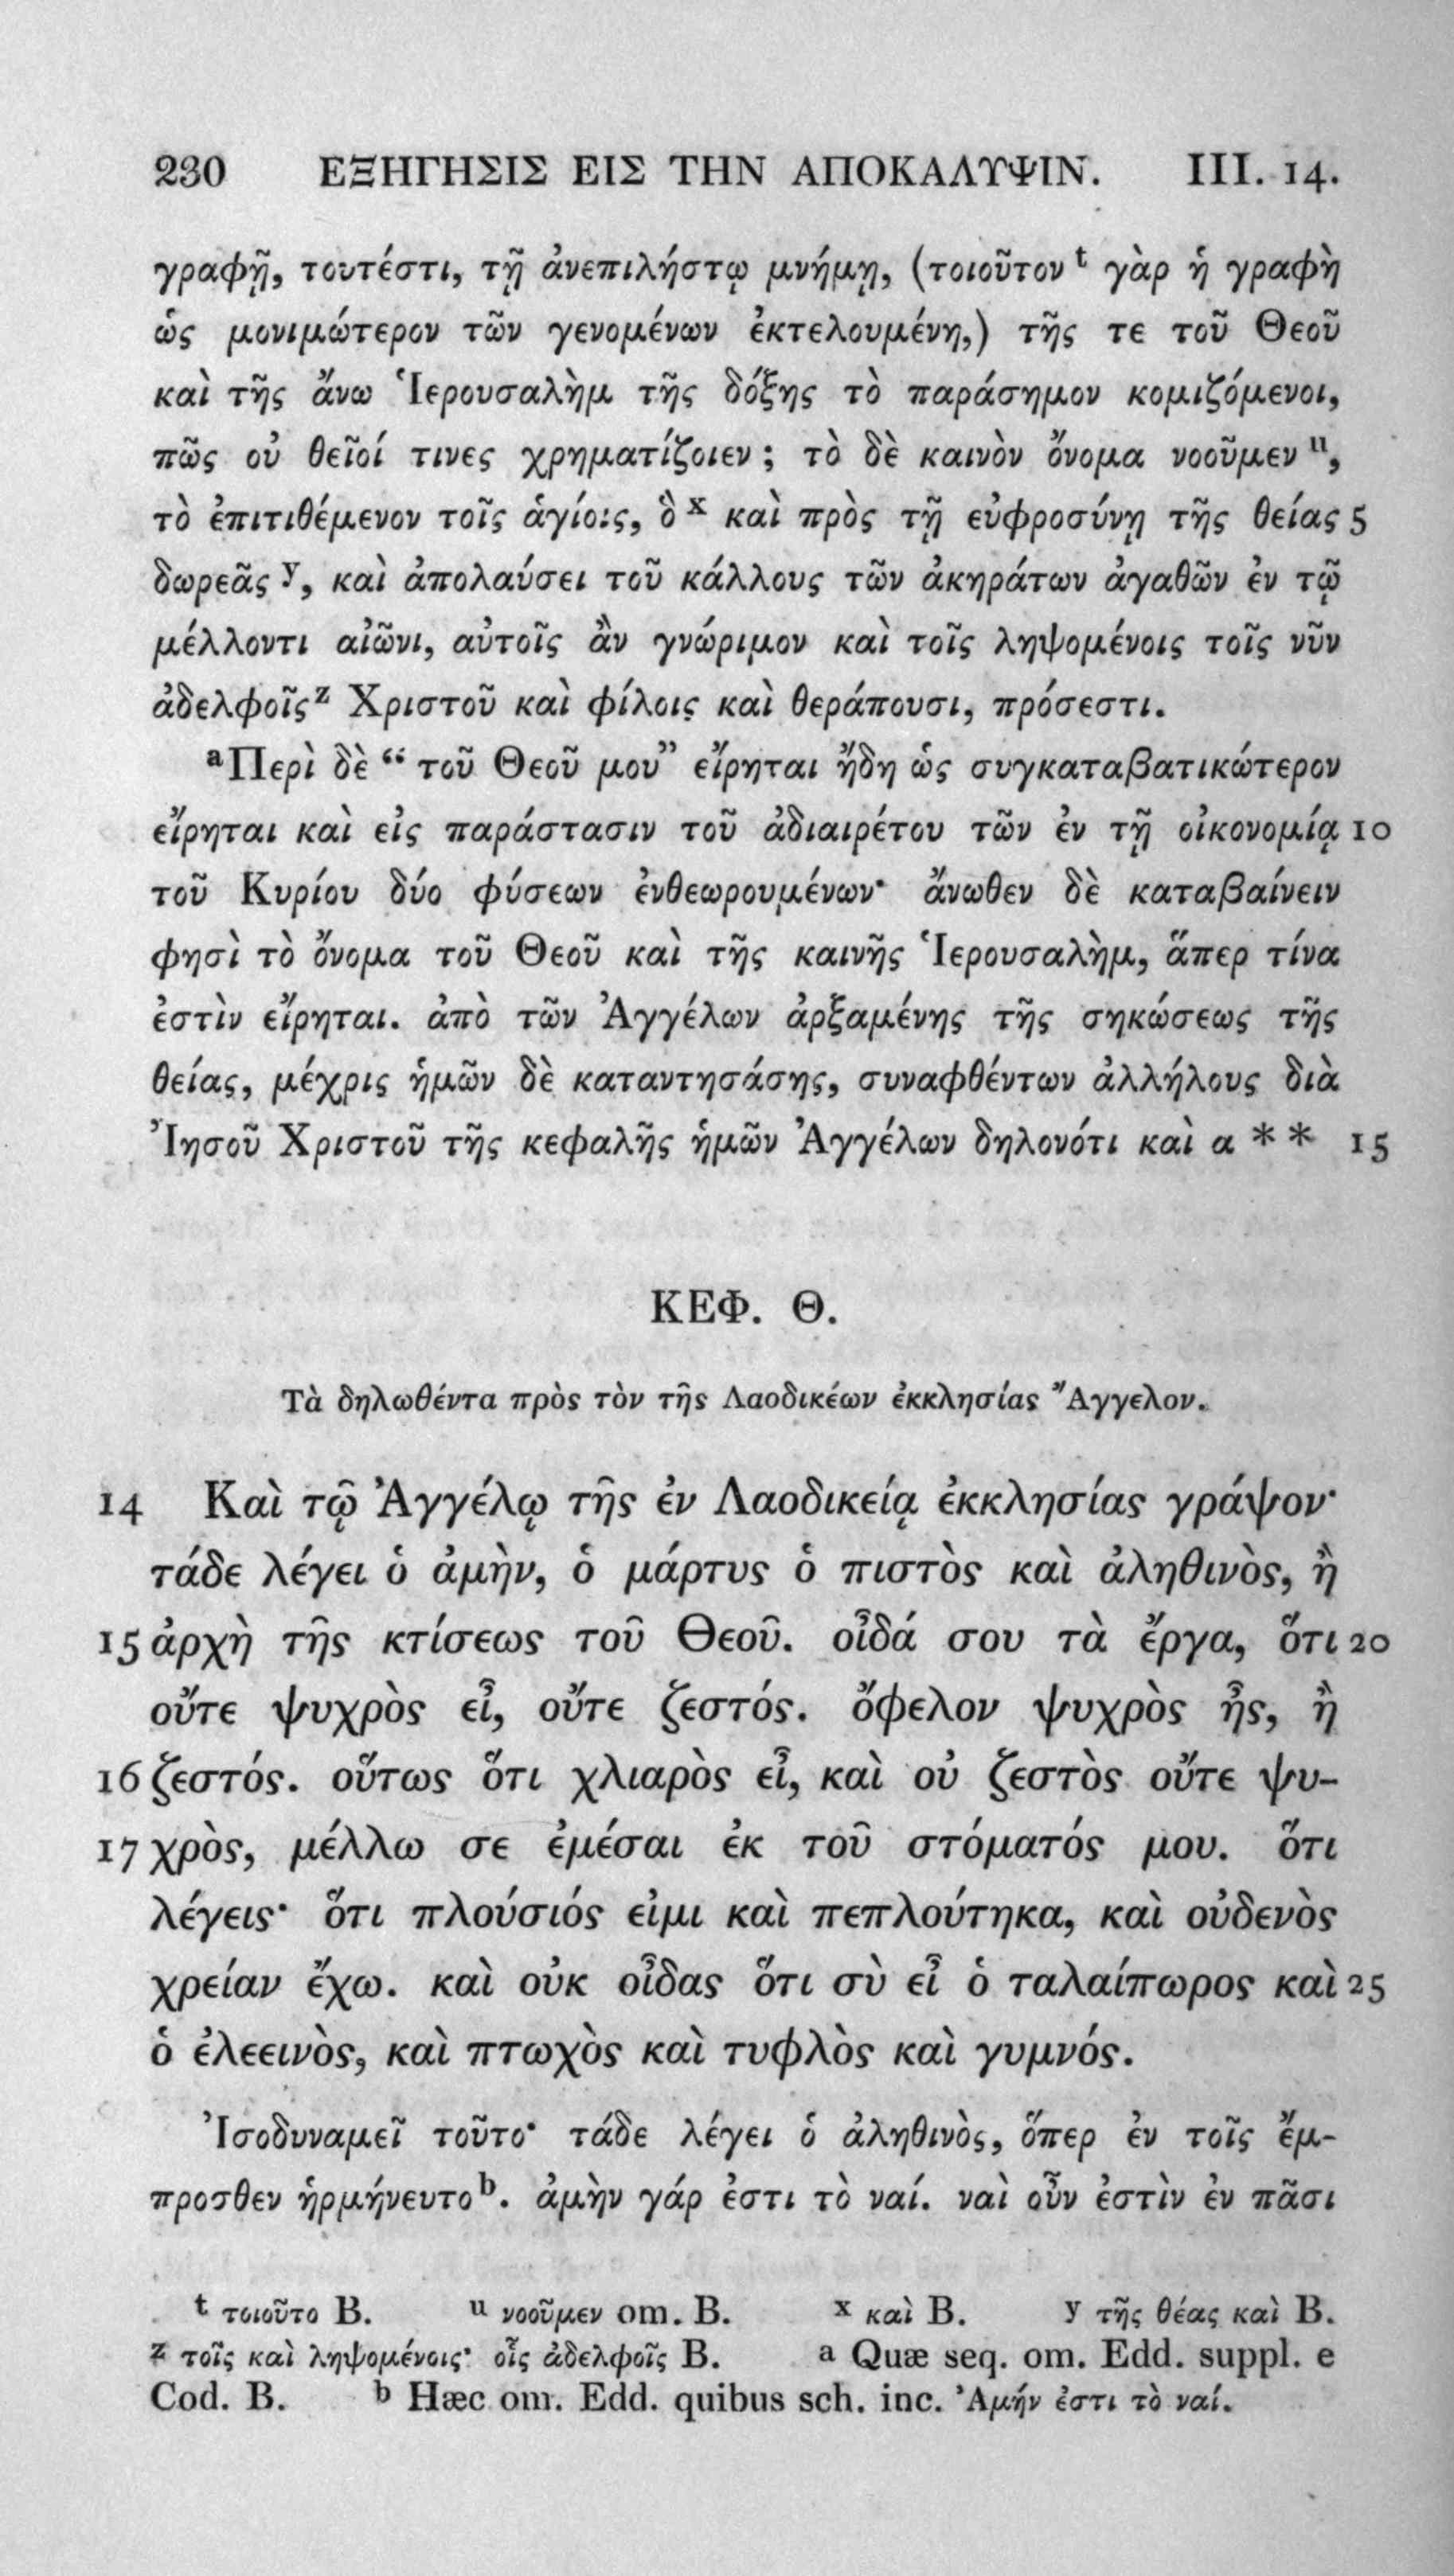 230 ΕΞΗΓΗΣΙΣ ΕΙΣ ΤΗΝ ΑΠΟΚΑΛΥΨΙΝ. III. 14.
γραφῇ, τουτέστι, τῇ ἀνεπιλήστῳ μνήμῃ, (τοιοῦτον t γὰρ ἡ γραφὴ
ὡς μονιμώτερον τῶν γενομένων ἐκτελουμένη,) τῆς τε τοῦ Θεοῦ
καὶ τῆς ἄνω Ἱερουσαλὴμ τῆς δόξης τὸ παράσημον κομιζόμενοι,
πῶς οὐ θεῖοί τινες χρηματίζοιεν ; τὸ δὲ καινὸν ὄνομα νοοῦμεν u,
τὸ ἐπιτιθέμενον τοῖς ἁγίοις, ὃ x καὶ πρὸς τῇ εὐφροσύνῃ τῆς θείας 5
δωρεᾶς y, καὶ ἀπολαύσει τοῦ κάλλους τῶν ἀκηράτων ἀγαθῶν ἐν τῷ
μέλλοντι αἰῶνι, αὐτοῖς ἂν γνώριμον καὶ τοῖς ληψομένοις τοῖς νῦν
ἀδελφοῖς z Χριστοῦ καὶ φίλοις καὶ θεράπουσι, πρόσεστι.
a Περὶ δὲ “ τοῦ Θεοῦ μου” εἴρηται ἤδη ὡς συγκαταβατικώτερον
εἴρηται καὶ εἰς παράστασιν τοῦ ἀδιαιρέτου τῶν ἐν τῇ οἰκονομίᾳ 10
τοῦ Κυρίου δύο φύσεων ἐνθεωρουμένων· ἄνωθεν δὲ καταβαίνειν
φησὶ τὸ ὄνομα τοῦ Θεοῦ καὶ τῆς καινῆς Ἱερουσαλὴμ, ἅπερ τίνα
ἐστὶν εἴρηται. ἀπὸ τῶν Ἀγγέλων ἀρξαμένης τῆς σηκώσεως τῆς
θείας, μέχρις ἡμῶν δὲ καταντησάσης, συναφθέντων ἀλλήλους διὰ
Ἰησοῦ Χριστοῦ τῆς κεφαλῆς ἡμῶν Ἀγγέλων δηλονότι καὶ α * * 15
ΚΕΦ. Θ.
Τὰ δηλωθέντα πρὸς τὸν τῆς Λαοδικέων ἐκκλησίας Ἄγγελον.
14 Καὶ τῷ Ἀγγέλῳ τῆς ἐν Λαοδικείᾳ ἐκκλησίας γράψον·
τάδε λέγει ὁ ἀμὴν, ὁ μάρτυς ὁ πιστὸς καὶ ἀληθινὸς, ἢ
15 ἀρχὴ τῆς κτίσεως τοῦ Θεοῦ. οἶδά σου τὰ ἔργα, ὅτι 20
οὔτε ψυχρὸς εἶ, οὔτε ζεστός. ὄφελον ψυχρὸς ἦς, ἢ
16 ζεστός. οὕτως ὅτι χλιαρὸς εἶ, καὶ οὐ ζεστὸς οὔτε ψυ-
17 χρὸς, μέλλω σε ἐμέσαι ἐκ τοῦ στόματός μου. ὅτι
λέγεις· ὅτι πλούσιός εἰμι καὶ πεπλούτηκα, καὶ οὐδενὸς
χρείαν ἔχω. καὶ οὐκ οἶδας ὅτι σὺ εἶ ὁ ταλαίπωρος καὶ 25
ὁ ἐλεεινὸς, καὶ πτωχὸς καὶ τυφλὸς καὶ γυμνός.
Ἰσοδυναμεῖ τοῦτο· τάδε λέγει ὁ ἀληθινὸς, ὅπερ ἐν τοῖς ἔμ-
προσθεν ἡρμήνευτο b. ἀμὴν γάρ ἐστι τὸ ναί. ναὶ οὖν ἐστὶν ἐν πᾶσι
t τοιοῦτο B. u νοοῦμεν om. B. x καὶ B. y τῆς θέας καὶ B.
z τοῖς καὶ ληψομένοις· οἷς ἀδελφοῖς B. a Quæ seq. om. Edd. suppl. e
Cod. B. b Hæc om. Edd. quibus sch. inc. Ἀμήν ἐστι τὸ ναί.